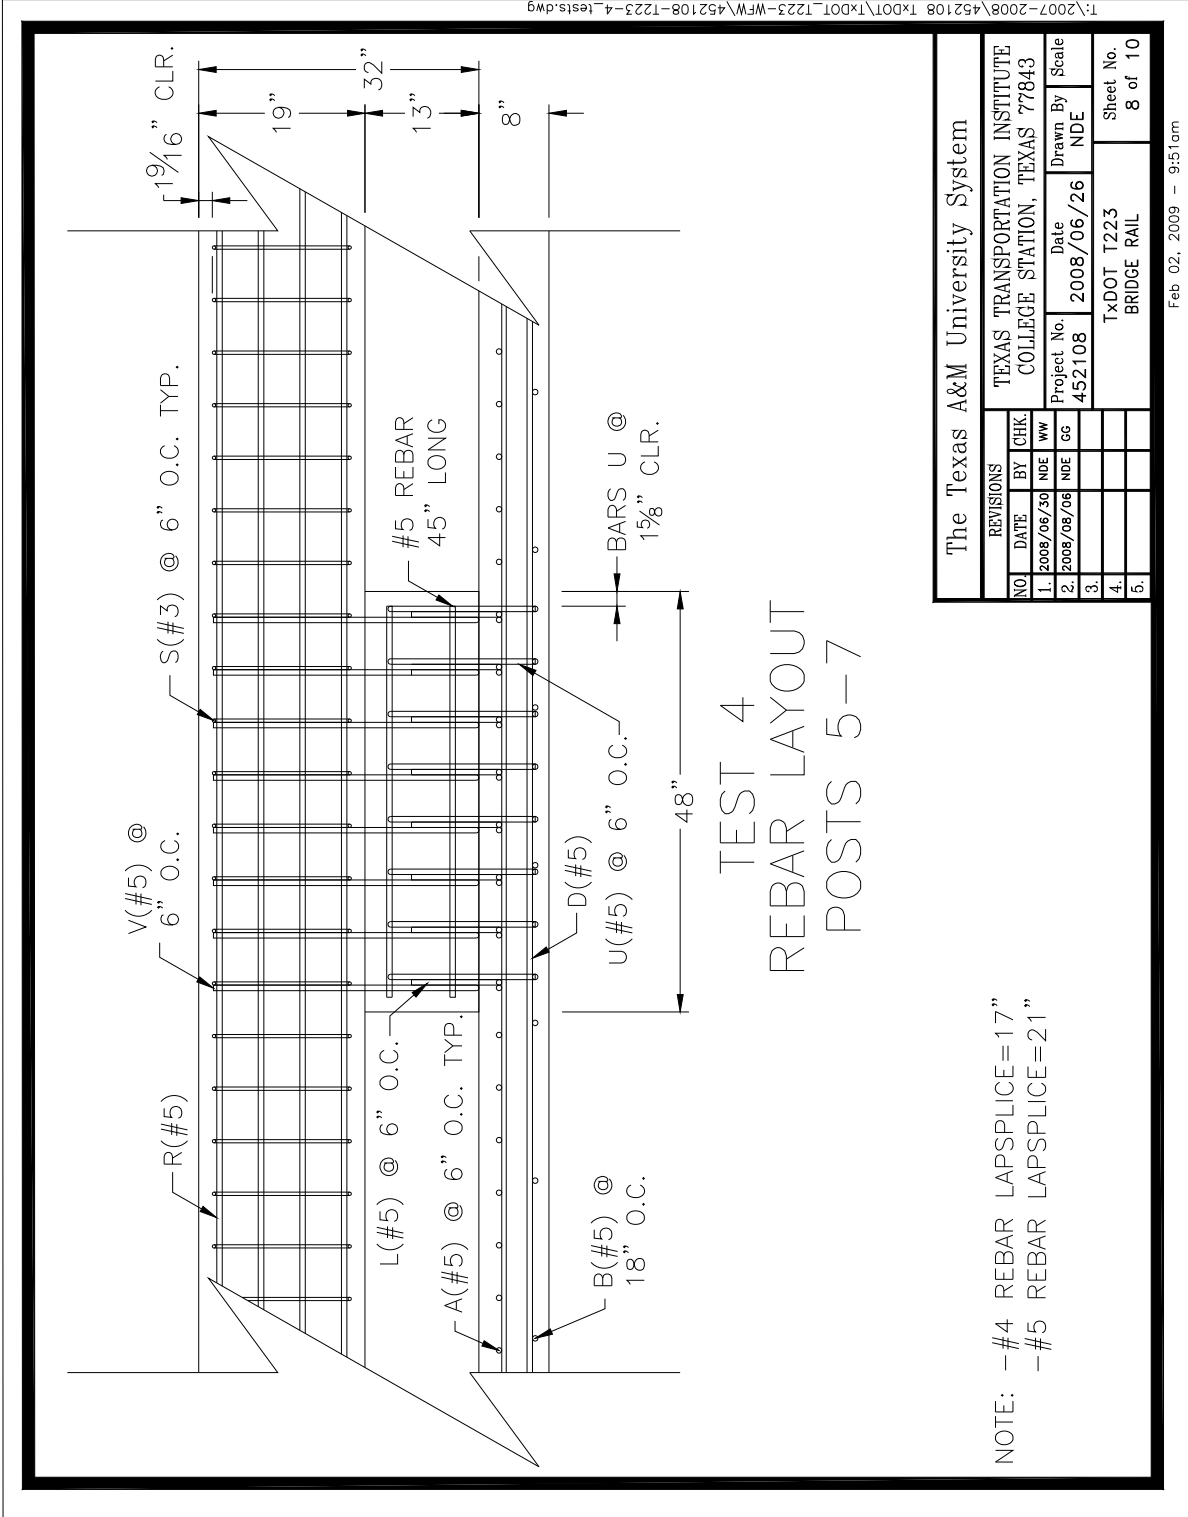 T:\2007-2008\452108 TxDOT T223\TxDOT_T223-WFW\452108-T223-4_tests.dwg
V(#5) @
6" O.C.
S(#3) @ 6" O.C. TYP.
1 9/16" CLR.
R(#5)
19"
32"
13"
8"
L(#5) @ 6" O.C.
A(#5) @ 6" O.C. TYP.
#5 REBAR
45" LONG
B(#5) @
18" O.C.
D(#5)
U(#5) @ 6" O.C.
BARS U @
1 5/8" CLR.
48"
TEST 4
REBAR LAYOUT
POSTS 5-7
NOTE: -#4 REBAR LAPSPLICE=17"
-#5 REBAR LAPSPLICE=21"
The Texas A&M University System
REVISIONS
NO. DATE BY CHK.
1. 2008/06/30 NDE WW
2. 2008/08/06 NDE GG
3.
4.
5.
TEXAS TRANSPORTATION INSTITUTE
COLLEGE STATION, TEXAS 77843
Project No. Date Drawn By Scale
452108 2008/06/26 NDE
TxDOT T223
BRIDGE RAIL
Sheet No.
8 of 10
Feb 02, 2009 - 9:51am